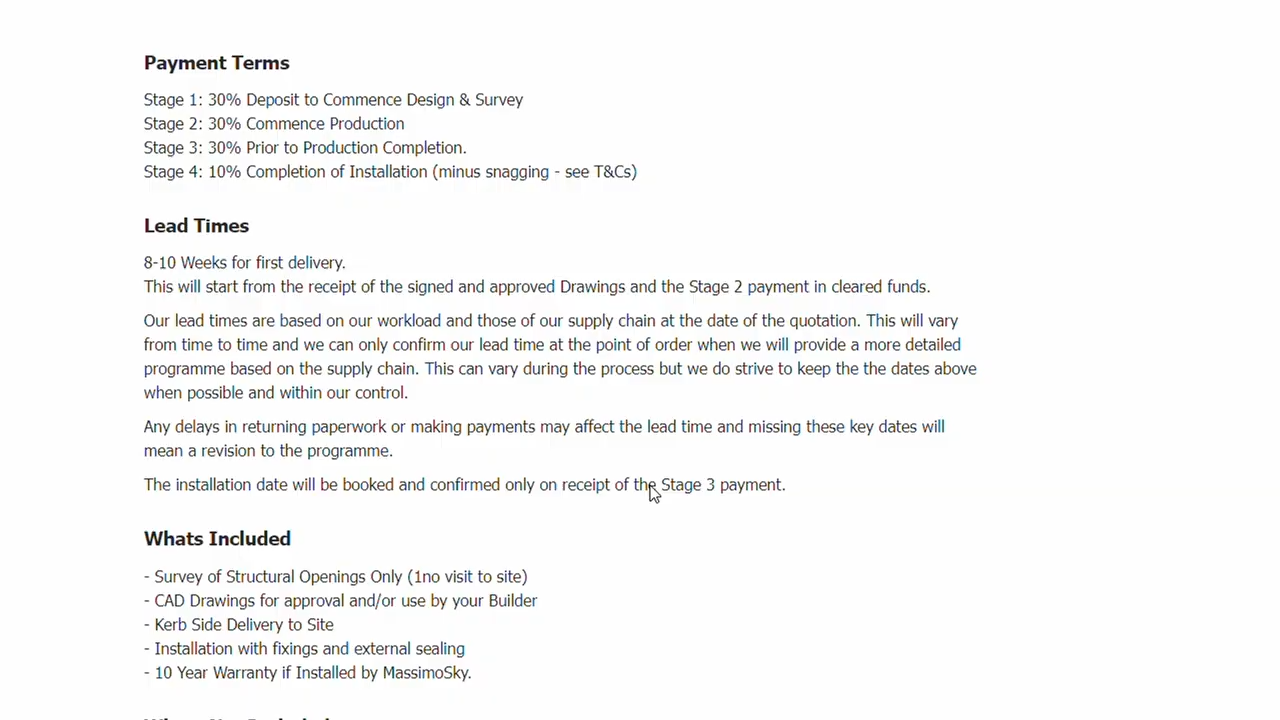 Payment Terms
Stage 1: 30% Deposit to Commence Design & Survey
Stage 2: 30% Commence Production
Stage 3: 30% Prior to Production Completion.
Stage 4: 10% Completion of Installation (minus snagging - see T&Cs)
Lead Times
8-10 Weeks for first delivery.
This will start from the receipt of the signed and approved Drawings and the Stage 2 payment in cleared funds.
Our lead times are based on our workload and those of our supply chain at the date of the quotation. This will vary
from time to time and we can only confirm our lead time at the point of order when we will provide a more detailed
programme based on the supply chain. This can vary during the process but we do strive to keep the the dates above
when possible and within our control.
Any delays in returning paperwork or making payments may affect the lead time and missing these key dates will
mean a revision to the programme.
The installation date will be booked and confirmed only on receipt of the Stage 3 payment.
Whats Included
- Survey of Structural Openings Only (1no visit to site)
- CAD Drawings for approval and/or use by your Builder
- Kerb Side Delivery to Site
- Installation with fixings and external sealing
- 10 Year Warranty if Installed by MassimoSky.